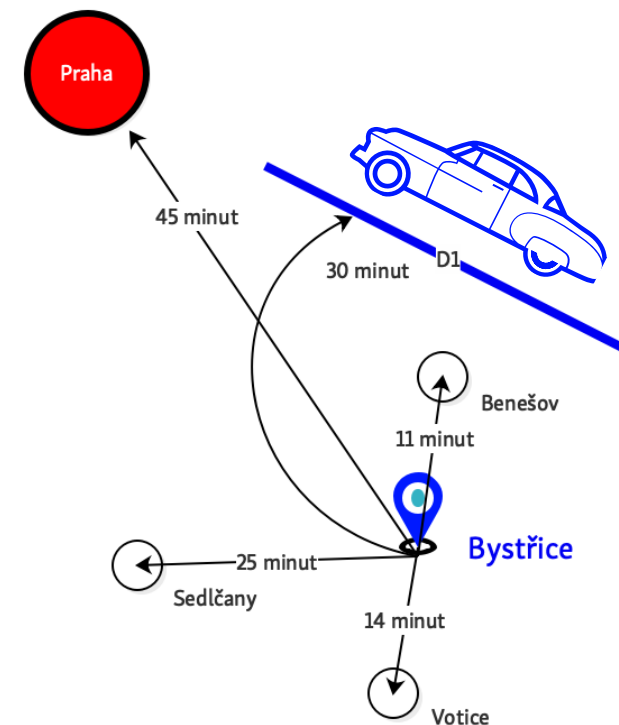 Praha
45 minut
30 minut
D1
Benešov
11 minut
Bystřice
25 minut
Sedlčany
14 minut
Votice